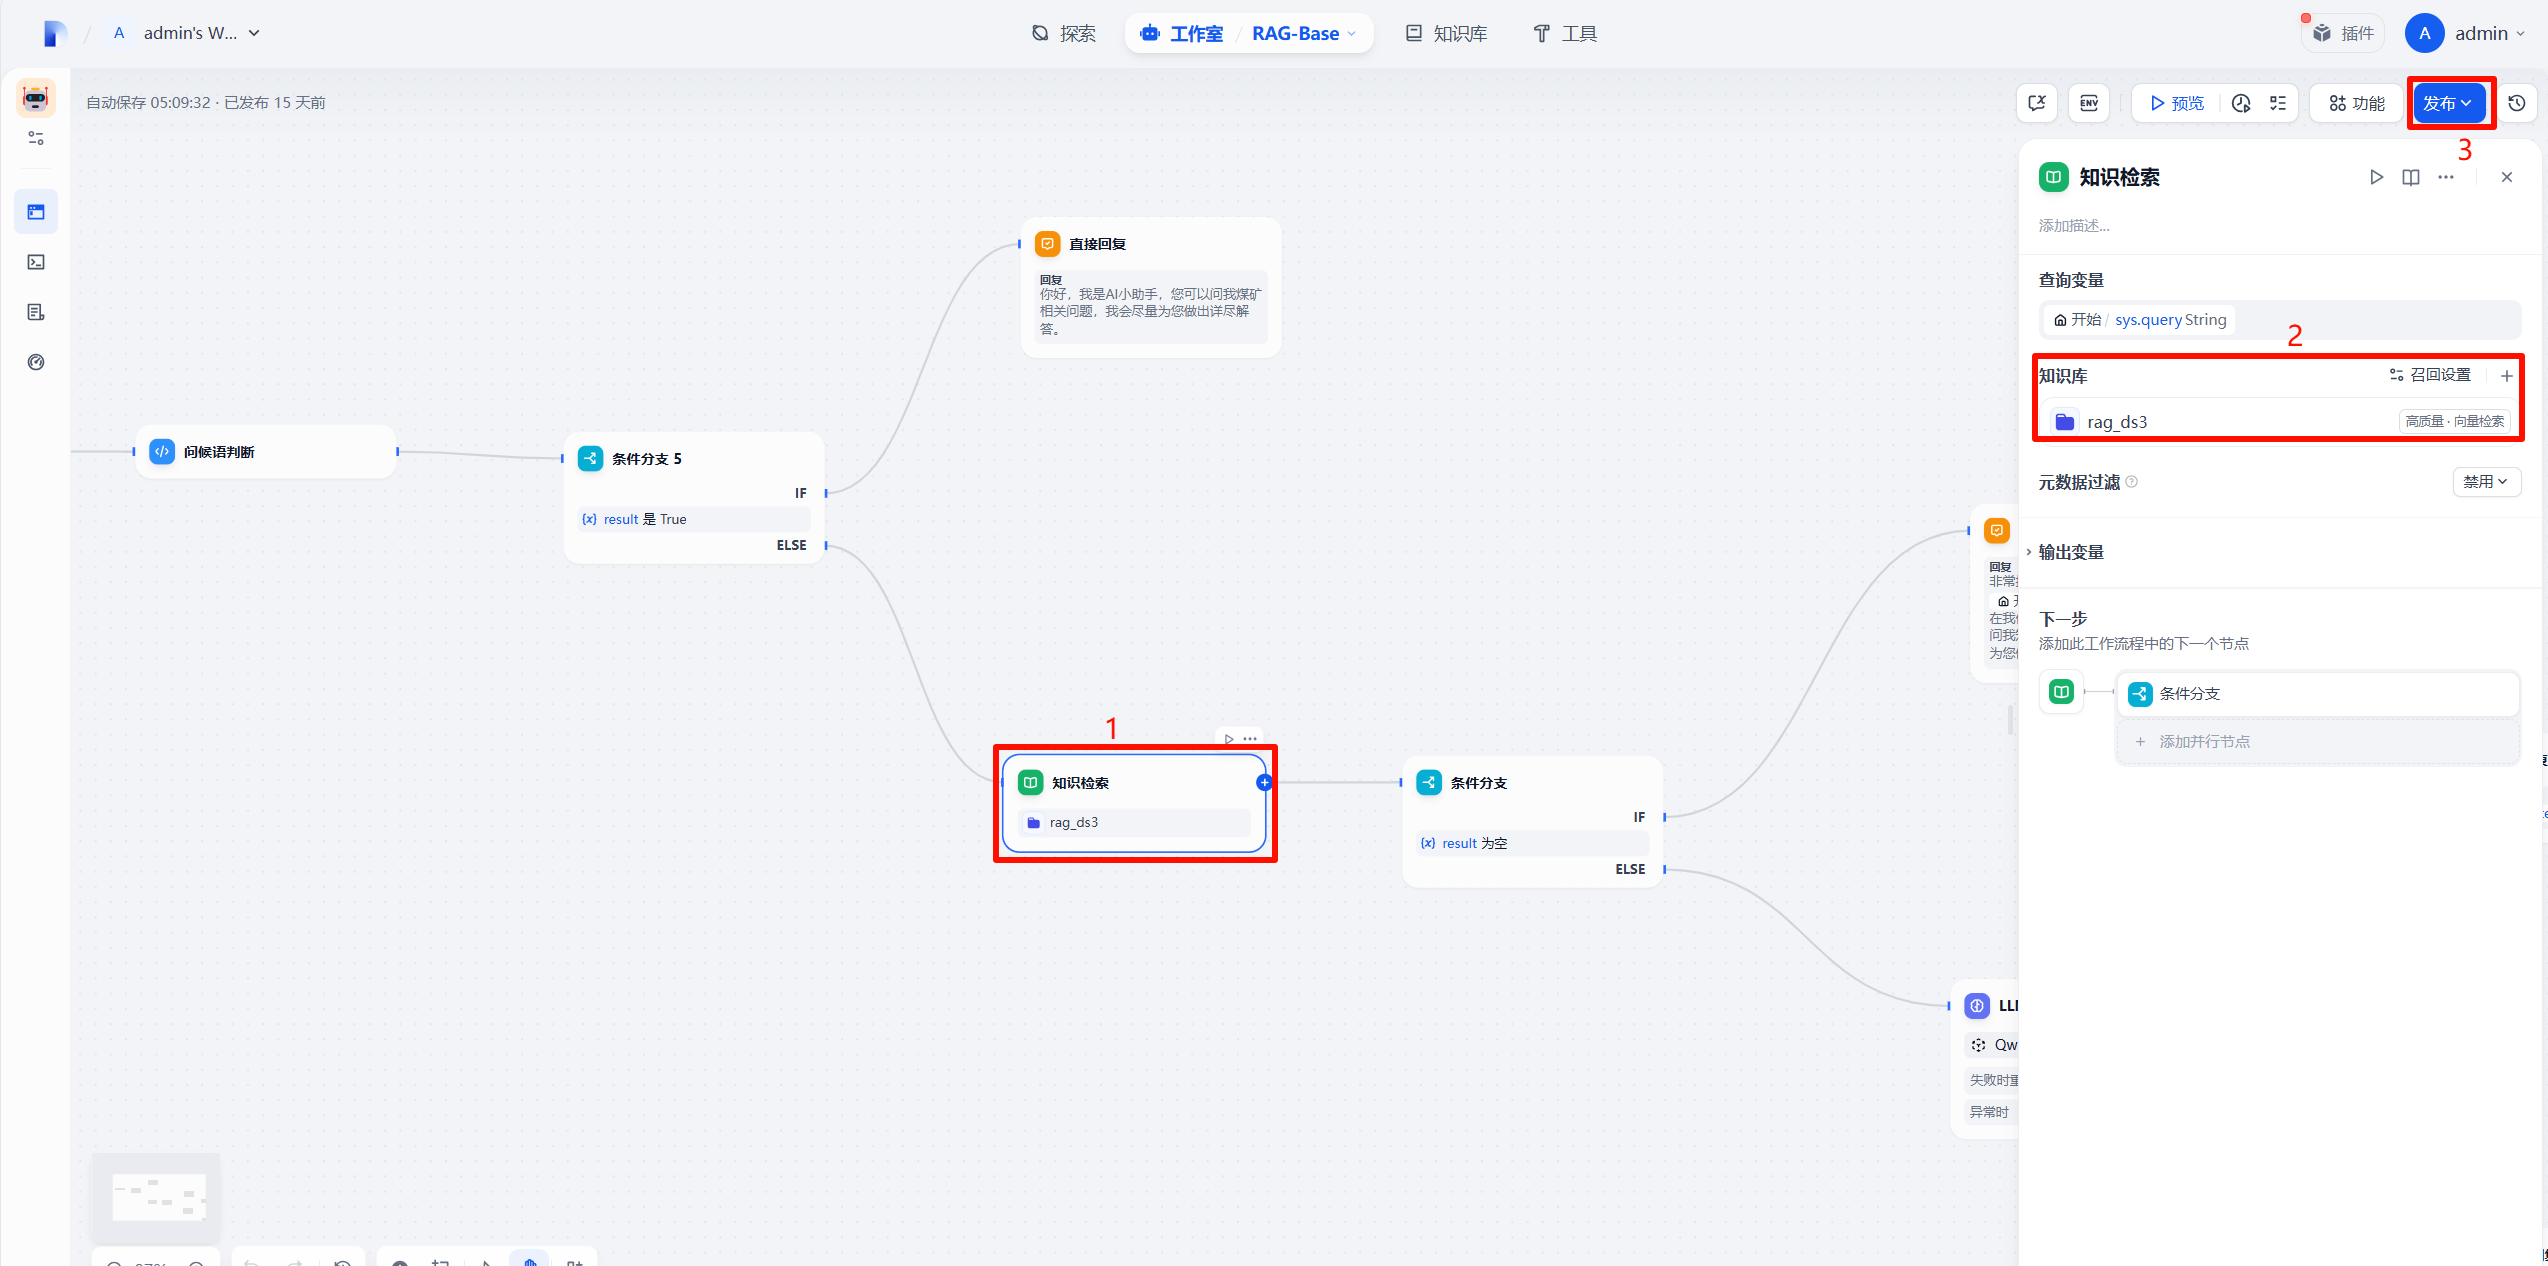 A admin's W...
探索
工作室 / RAG-Base
知识库
工具
插件
A admin
自动保存 05:09:32 · 已发布 15 天前
ENV
预览
功能
发布
3
知识检索
添加描述...
查询变量
开始 / sys.query String
2
知识库
召回设置
rag_ds3
高质量 · 向量检索
元数据过滤
禁用
输出变量
下一步
添加此工作流程中的下一个节点
条件分支
添加并行节点
直接回复
回复
你好，我是AI小助手，您可以问我煤矿
相关问题，我会尽量为您做出详尽解
答。
问候语判断
条件分支 5
IF
{x} result 是 True
ELSE
1
知识检索
rag_ds3
条件分支
IF
{x} result 为空
ELSE
回复
非常
在我
问我
为您
LL
Qw
失败时重
异常时